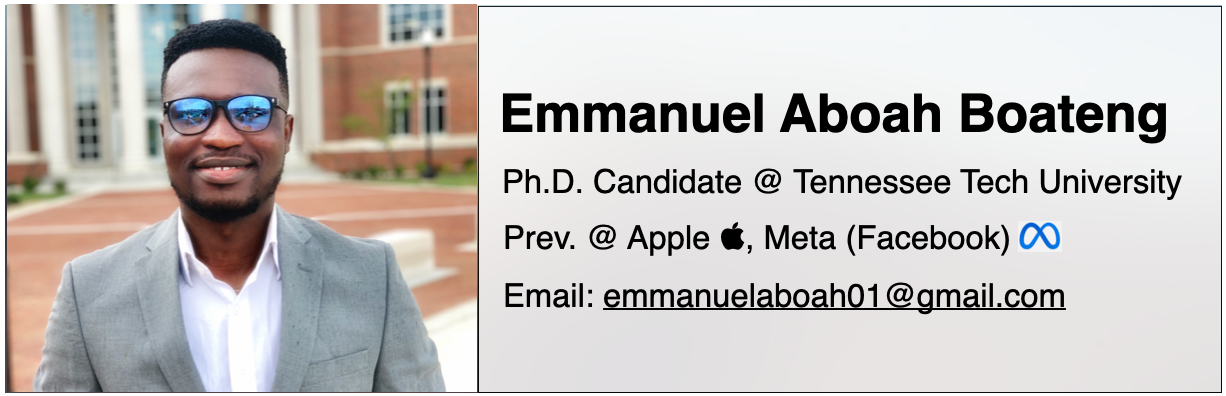 Emmanuel Aboah Boateng
Ph.D. Candidate @ Tennessee Tech University
Prev. @ Apple , Meta (Facebook)
Email: emmanuelaboah01@gmail.com